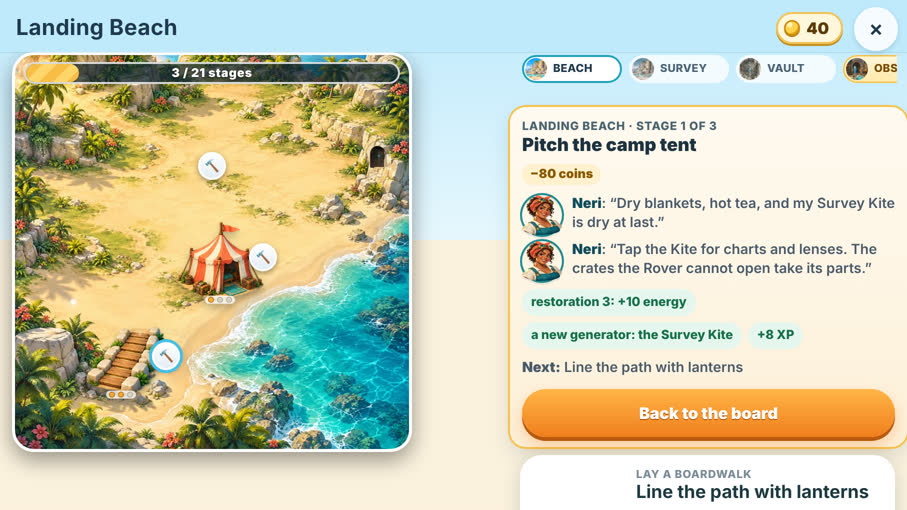 Landing Beach
40
×
3 / 21 stages
BEACH
SURVEY
VAULT
OBS
LANDING BEACH · STAGE 1 OF 3
Pitch the camp tent
−80 coins
Neri: “Dry blankets, hot tea, and my Survey Kite
is dry at last.”
Neri: “Tap the Kite for charts and lenses. The
crates the Rover cannot open take its parts.”
restoration 3: +10 energy
a new generator: the Survey Kite
+8 XP
Next: Line the path with lanterns
Back to the board
LAY A BOARDWALK
Line the path with lanterns